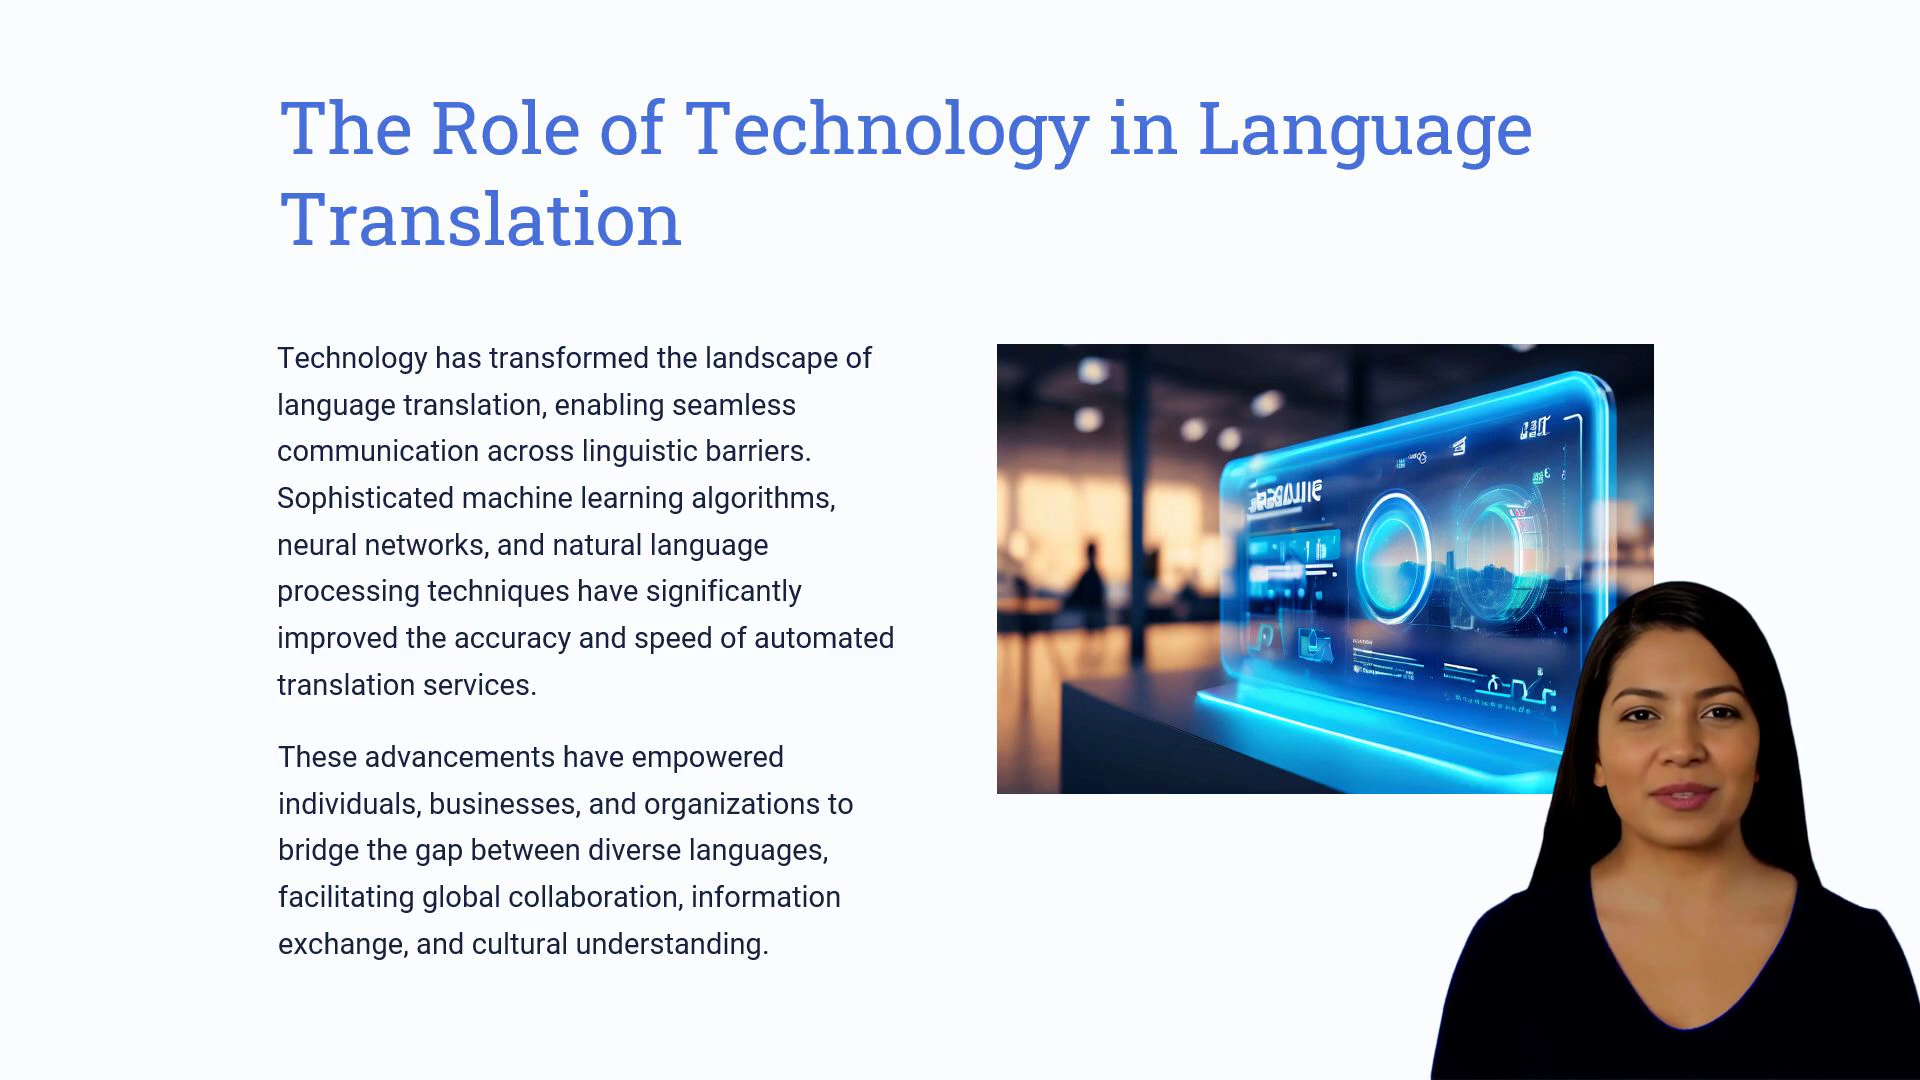 The Role of Technology in Language
Translation
Technology has transformed the landscape of
language translation, enabling seamless
communication across linguistic barriers.
Sophisticated machine learning algorithms,
neural networks, and natural language
processing techniques have significantly
improved the accuracy and speed of automated
translation services.
These advancements have empowered
individuals, businesses, and organizations to
bridge the gap between diverse languages,
facilitating global collaboration, information
exchange, and cultural understanding.